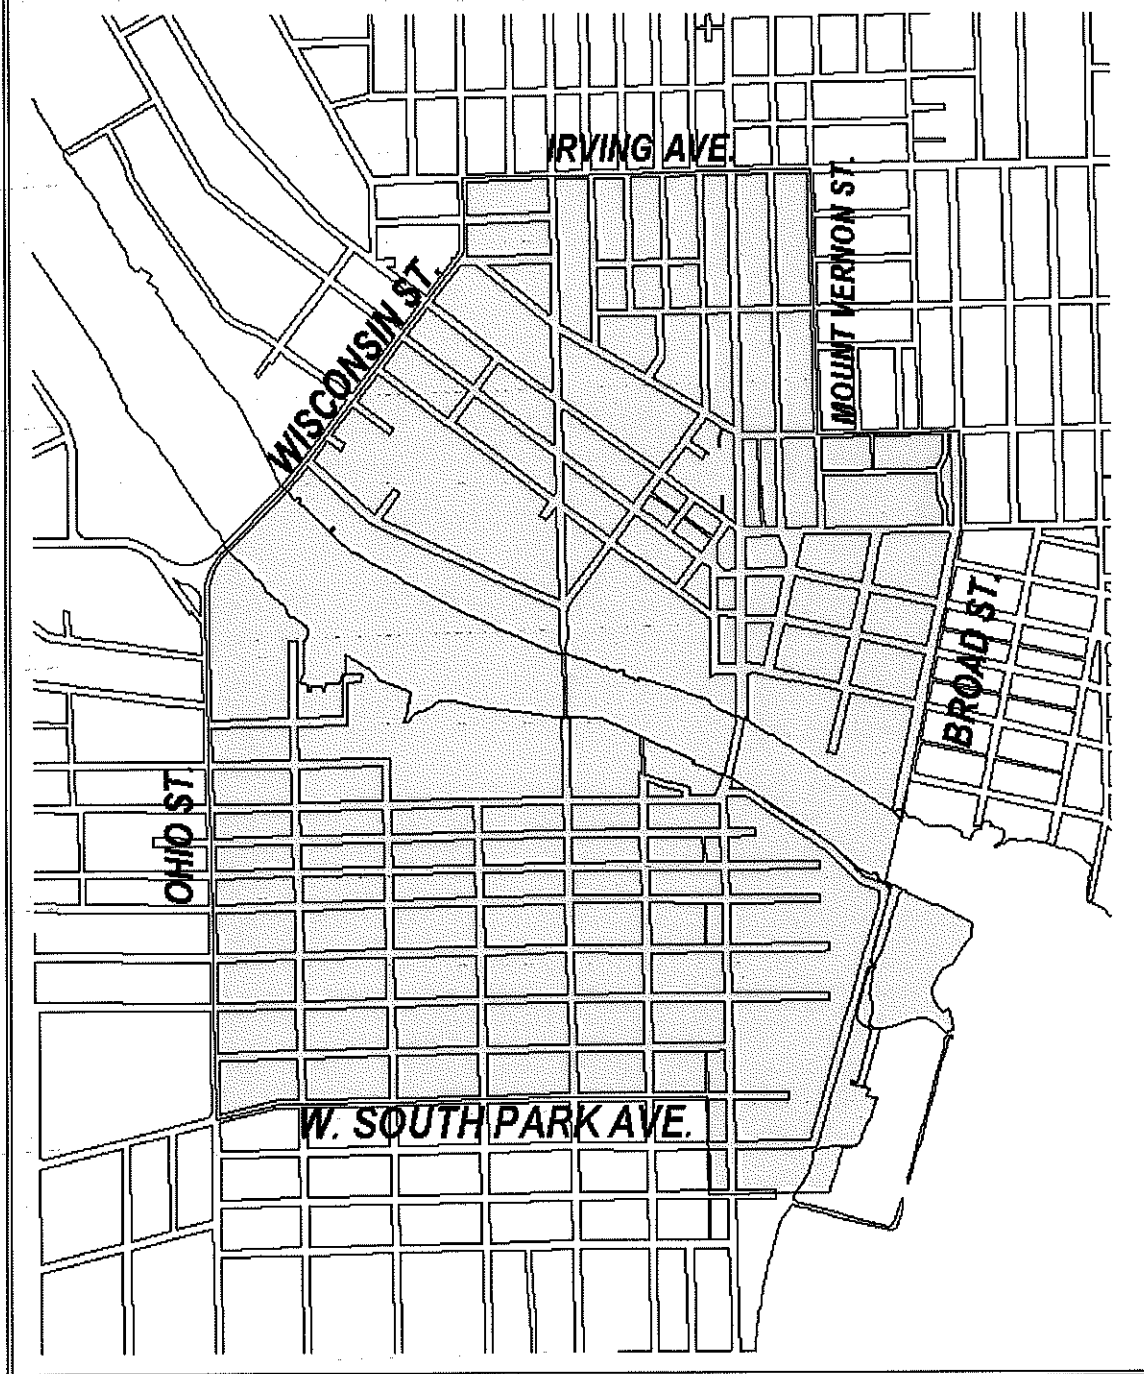 IRVING AVE.
MOUNT VERNON ST.
WISCONSIN ST.
BROAD ST.
OHIO ST.
W. SOUTH PARK AVE.